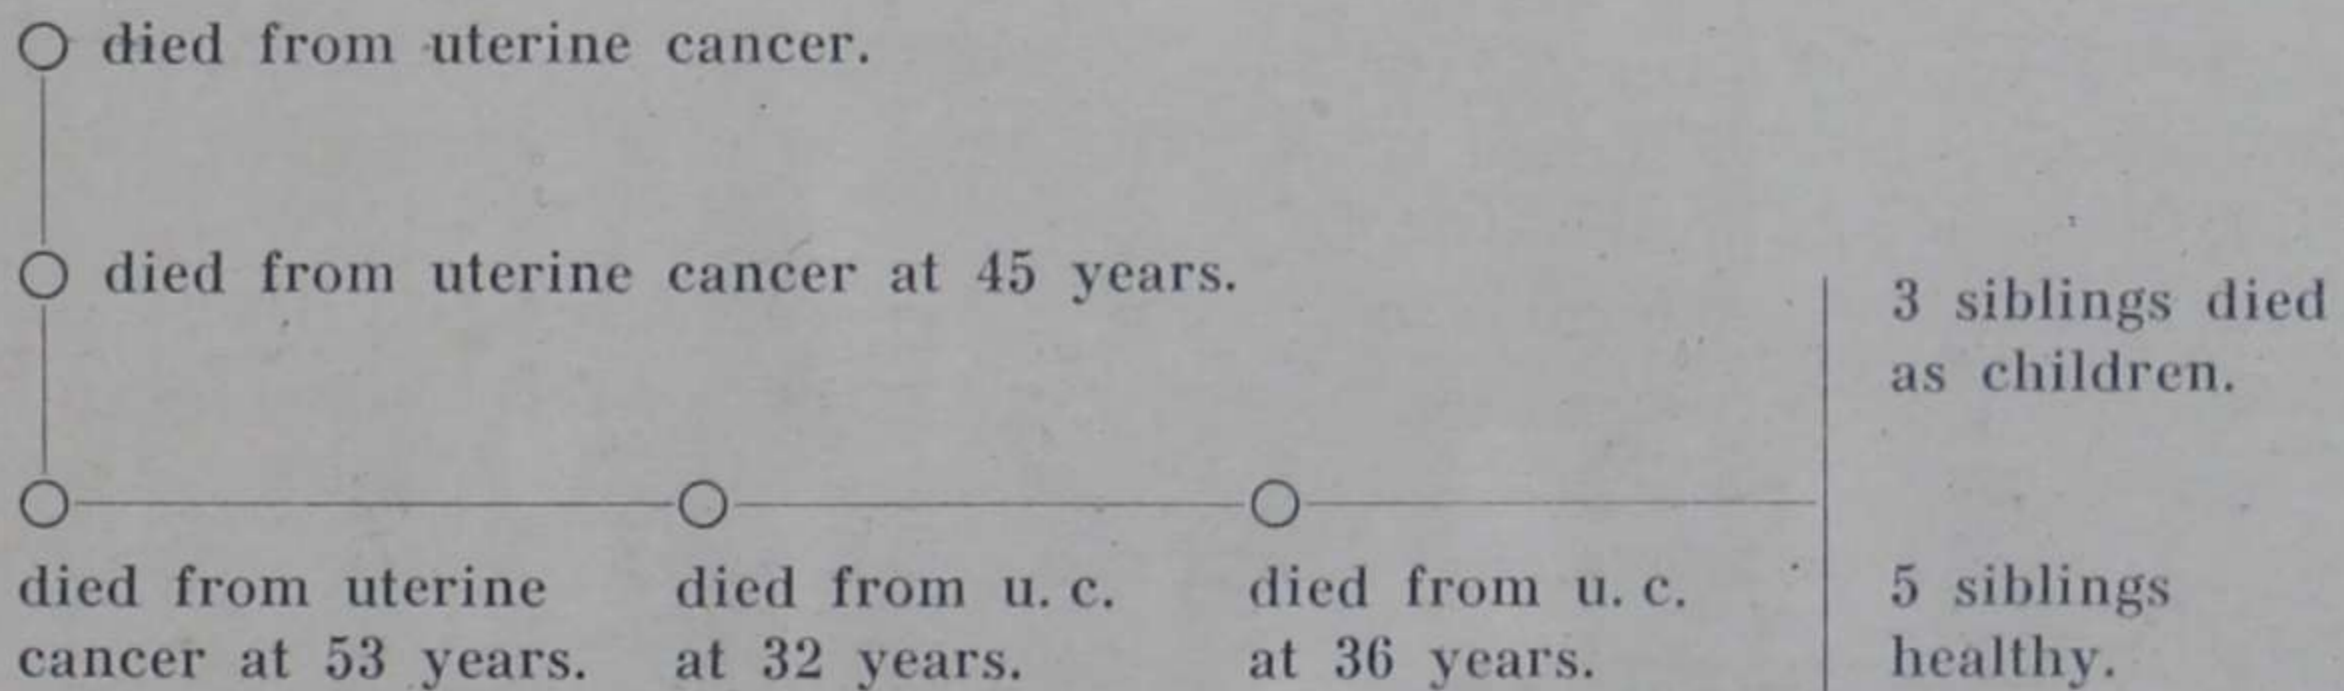 died from uterine cancer.
died from uterine cancer at 45 years.
3 siblings died
as children.
died from uterine
cancer at 53 years.
died from u. c.
at 32 years.
died from u. c.
at 36 years.
5 siblings
healthy.